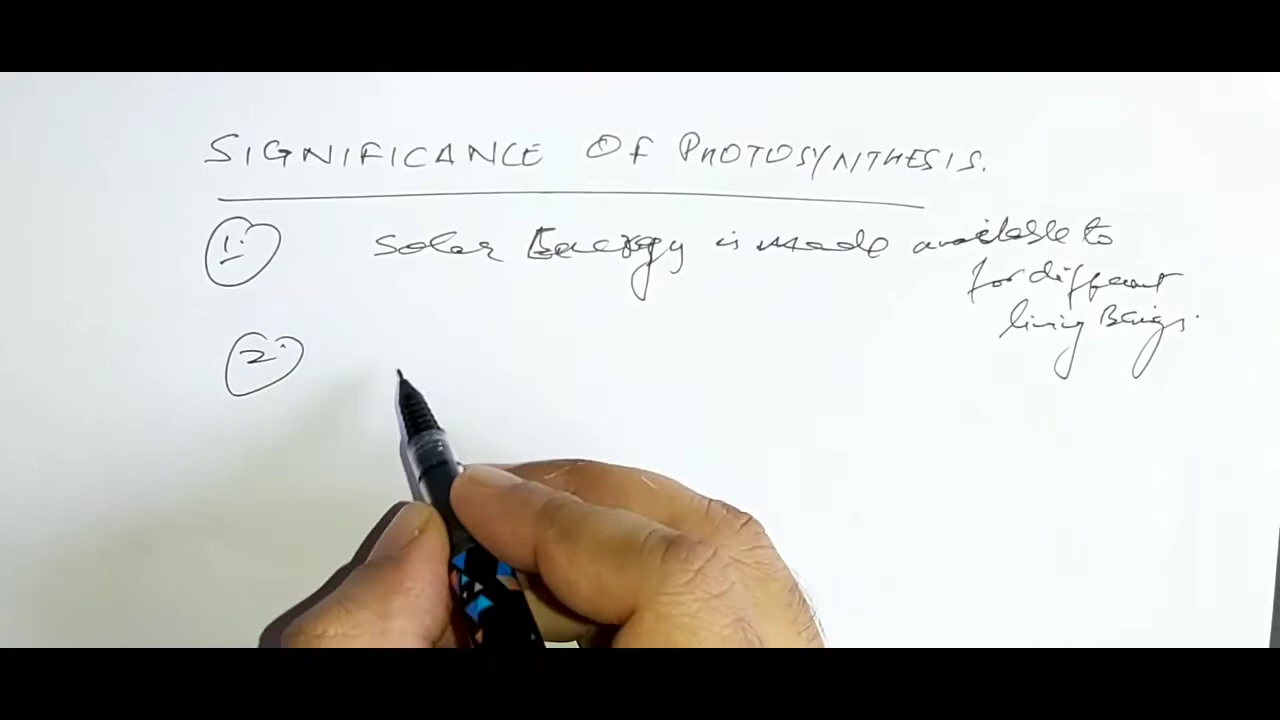 SIGNIFICANCE OF PHOTOSYNTHESIS.
1. Solar Energy is made available to
for different
living Beings.
2.